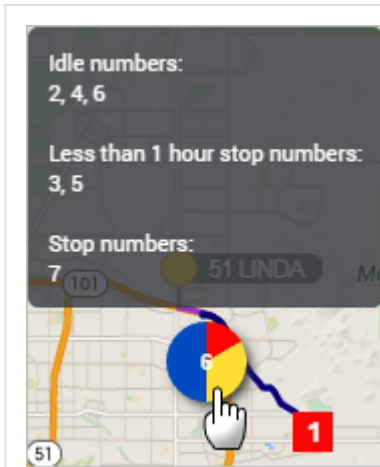 Idle numbers:
2, 4, 6
Less than 1 hour stop numbers:
3, 5
Stop numbers:
7
51 LINDA
101
6
1
51